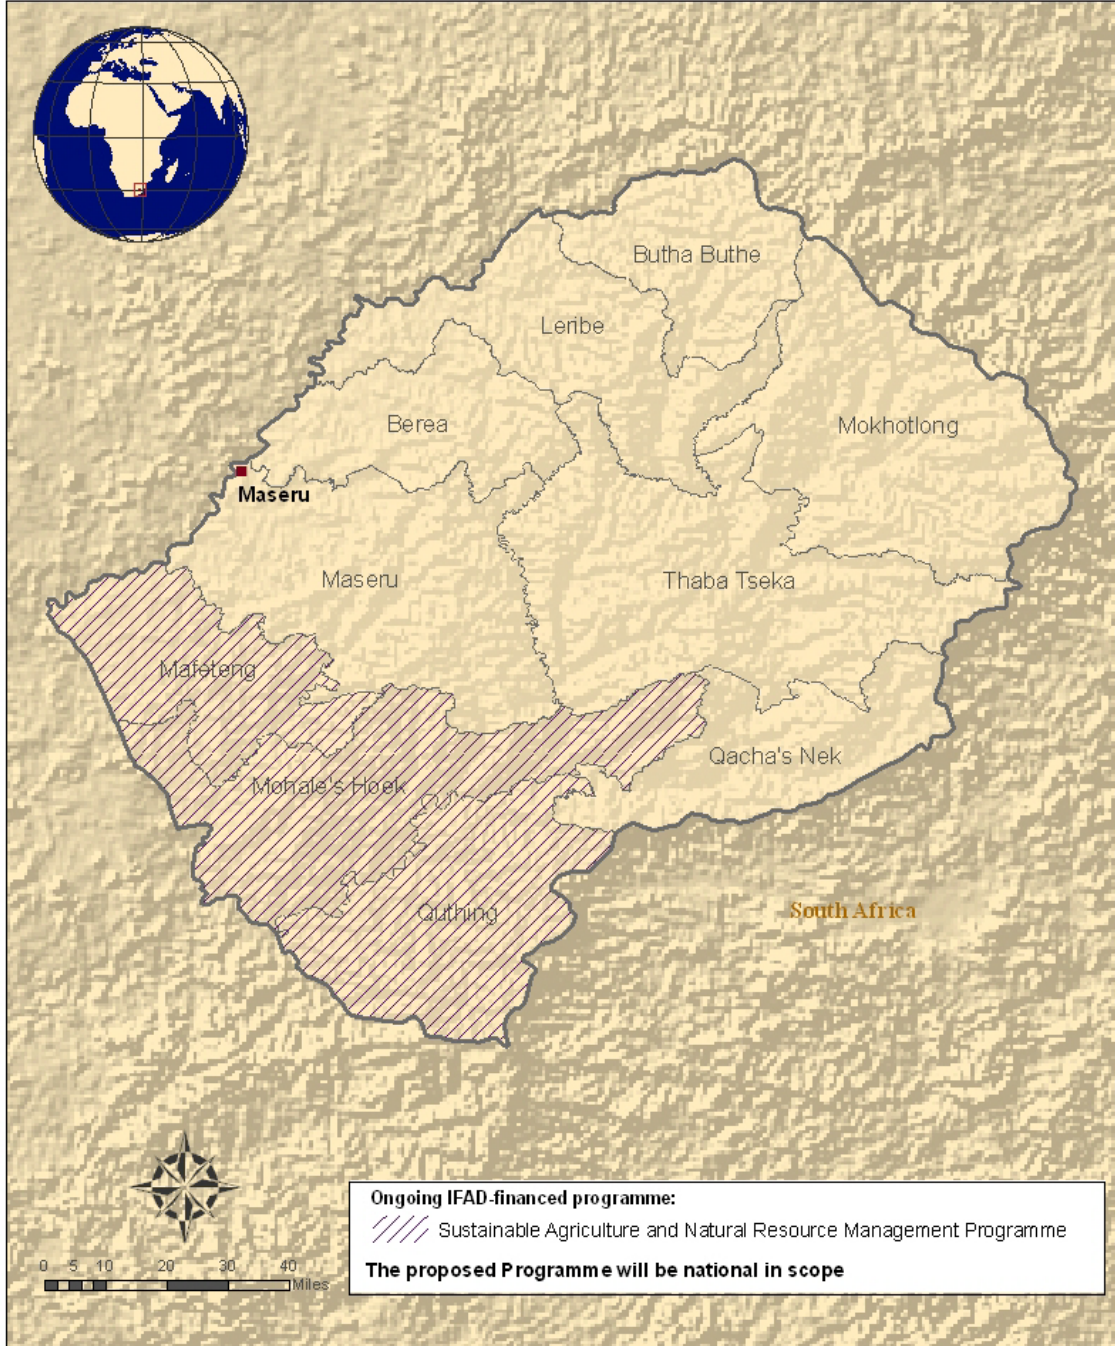 Butha Buthe
Leribe
Berea
Mokhotlong
Maseru
Maseru
Thaba Tseka
Mafeteng
Qacha's Nek
Mohale's Hoek
Quthing
South Africa
Ongoing IFAD-financed programme:
Sustainable Agriculture and Natural Resource Management Programme
The proposed Programme will be national in scope
0 5 10 20 30 40
Miles